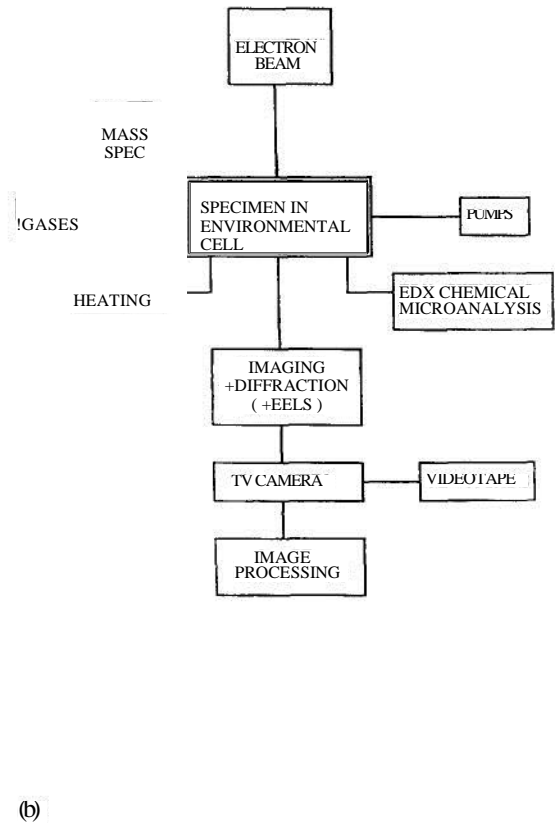 ELECTRON
BEAM
MASS
SPEC
SPECIMEN IN
ENVIRONMENTAL
CELL
!GASES
PUMPS
HEATING
EDX CHEMICAL
MICROANALYSIS
IMAGING
+DIFFRACTION
( +EELS )
TV CAMERA
VIDEOTAPE
IMAGE
PROCESSING
(b)